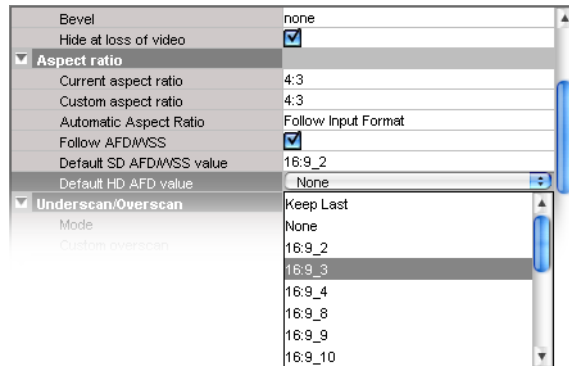 Bevel none
Hide at loss of video
Aspect ratio
Current aspect ratio 4:3
Custom aspect ratio 4:3
Automatic Aspect Ratio Follow Input Format
Follow AFD/WSS
Default SD AFD/WSS value 16:9_2
Default HD AFD value None
Underscan/Overscan Keep Last
Mode None
Custom overscan 16:9_2
16:9_3
16:9_4
16:9_8
16:9_9
16:9_10